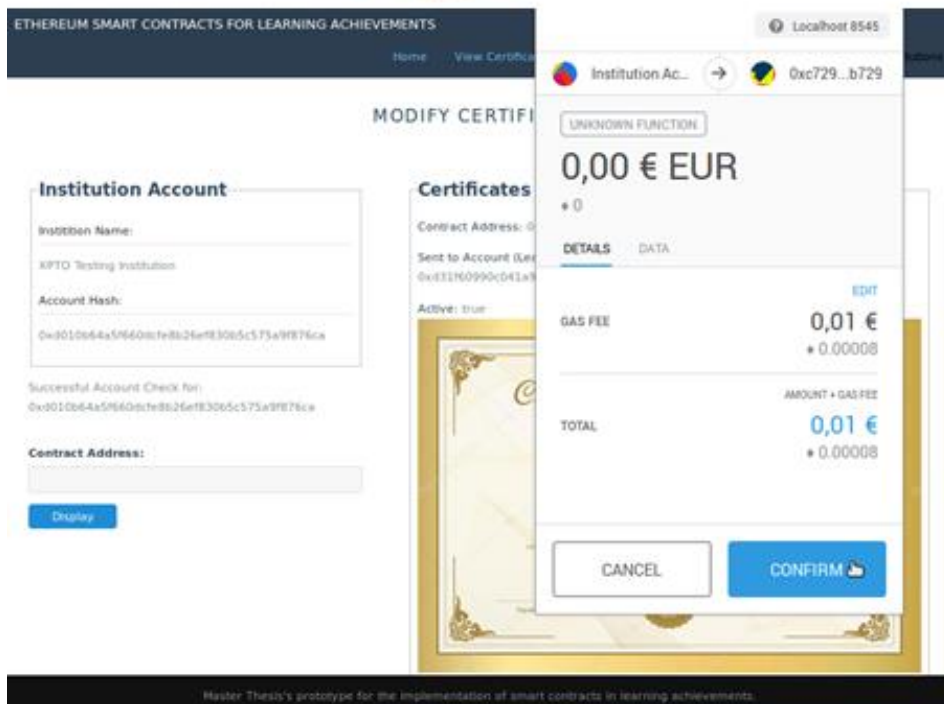 ETHEREUM SMART CONTRACTS FOR LEARNING ACHIEVEMENTS
Home View Certifica
MODIFY CERTIFI
Institution Account
Instition Name:
XPTO Testing Institution
Account Hash:
Successful Account Check for:
Contract Address:
Display
Certificates
Contract Address: 0
Sent to Account (Lea
Active: true
Localhost 8545
Institution Ac... 0xc729...b729
UNKNOWN FUNCTION
0,00 € EUR
0
DETAILS DATA
EDIT
GAS FEE 0,01 €
0.00008
AMOUNT + GAS FEE
TOTAL 0,01 €
0.00008
CANCEL CONFIRM
Master Thesis's prototype for the implementation of smart contracts in learning achievements.